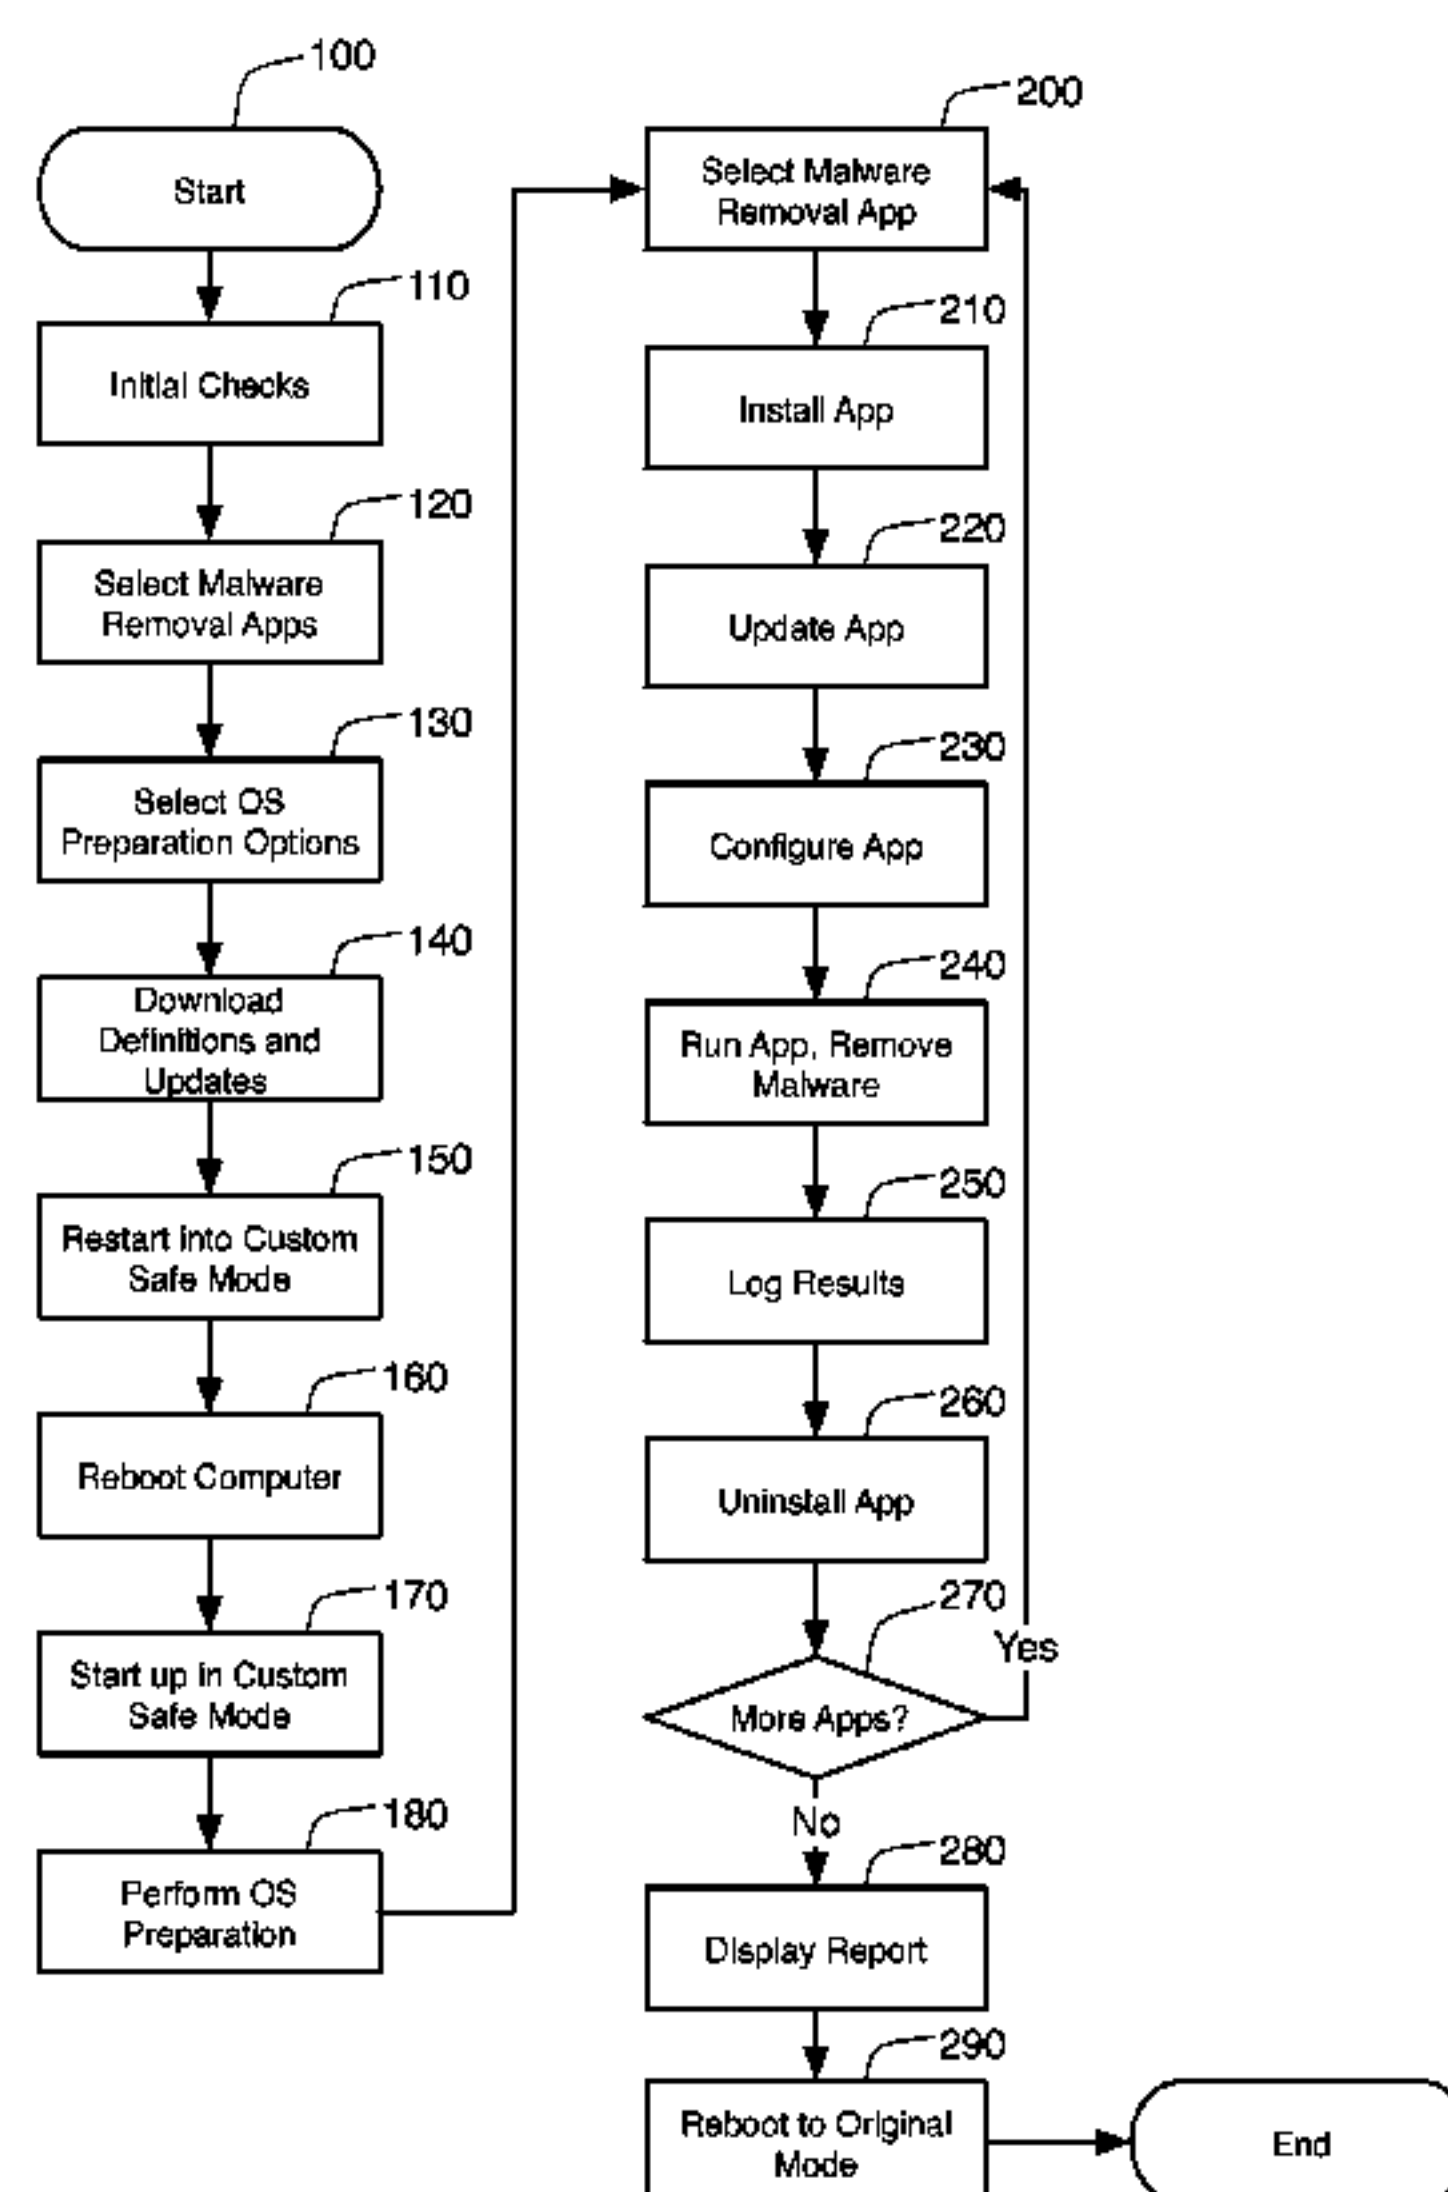 100
Start
110
Initial Checks
120
Select Malware
Removal Apps
130
Select OS
Preparation Options
140
Download
Definitions and
Updates
150
Restart into Custom
Safe Mode
160
Reboot Computer
170
Start up in Custom
Safe Mode
180
Perform OS
Preparation
200
Select Malware
Removal App
210
Install App
220
Update App
230
Configure App
240
Run App, Remove
Malware
250
Log Results
260
Uninstall App
270
More Apps?
Yes
No
280
Display Report
290
Reboot to Original
Mode
End